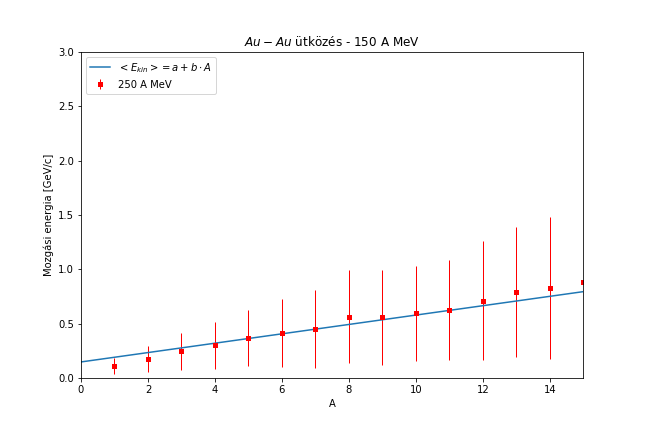 Au − Au ütközés - 150 A MeV
< E_kin >= a + b · A
250 A MeV
Mozgási energia [GeV/c]
3.0
2.5
2.0
1.5
1.0
0.5
0.0
0 2 4 6 8 10 12 14
A